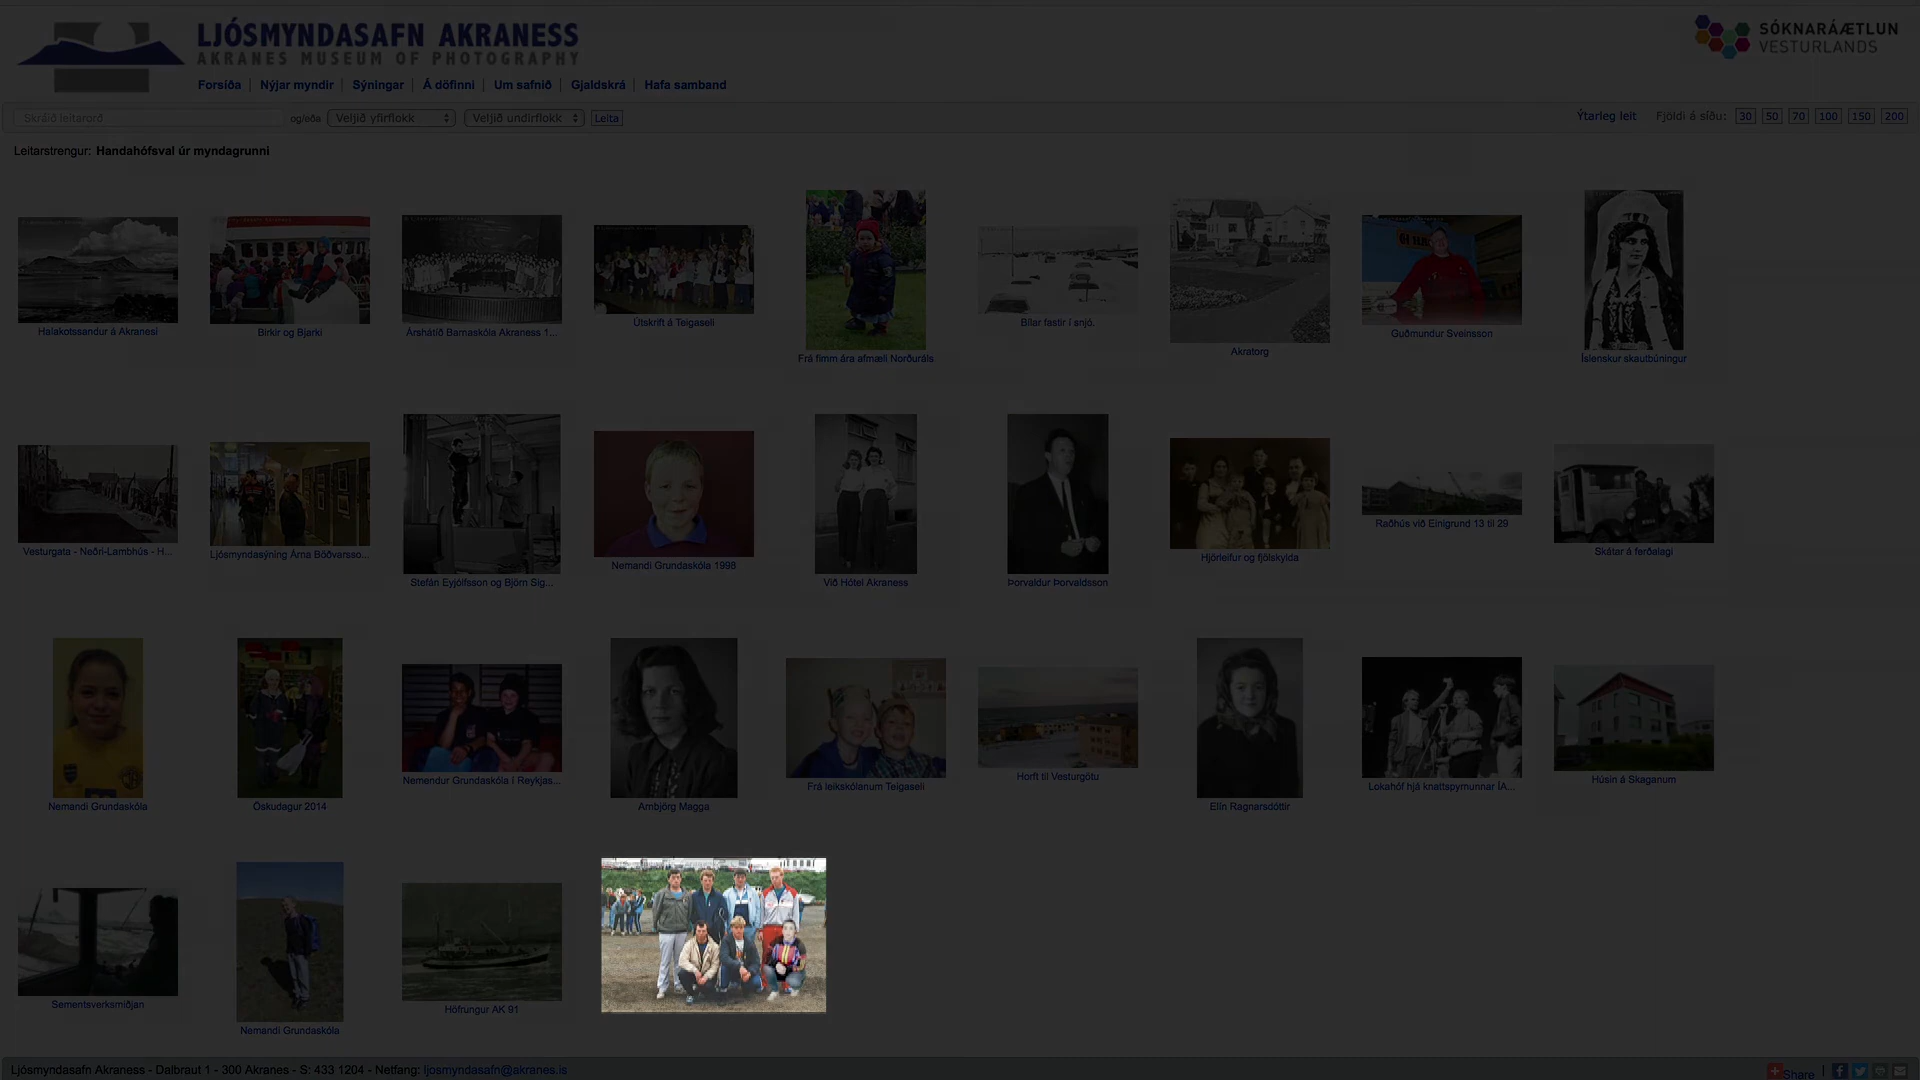 LJÓSMYNDASAFN AKRANESS
AKRANES MUSEUM OF PHOTOGRAPHY
SÓKNARÁÆTLUN
VESTURLANDS
Forsíða | Nýjar myndir | Sýningar | Á döfinni | Um safnið | Gjaldskrá | Hafa samband
Skráið leitarorð og/eða Veljið yfirflokk Veljið undirflokk Leita
Ýtarleg leit Fjöldi á síðu: 30 50 70 100 150 200
Leitarstrengur: Handahófsval úr myndagrunni
Halakotssandur á Akranesi
Birkir og Bjarki
Árshátíð Barnaskóla Akraness 1...
Útskrift á Teigaseli
Frá fimm ára afmæli Norðuráls
Bílar fastir í snjó.
Akratorg
Guðmundur Sveinsson
Íslenskur skautbúningur
Vesturgata - Neðri-Lambhús - H...
Ljósmyndasýning Árna Böðvarsso...
Stefán Eyjólfsson og Björn Sig...
Nemandi Grundaskóla 1998
Við Hótel Akraness
Þorvaldur Þorvaldsson
Hjörleifur og fjölskylda
Raðhús við Einigrund 13 til 29
Skátar á ferðalagi
Nemandi Grundaskóla
Öskudagur 2014
Nemendur Grundaskóla í Reykjas...
Arnbjörg Magga
Frá leikskólanum Teigaseli
Horft til Vesturgötu
Elín Ragnarsdóttir
Lokahóf hjá knattspyrnunnar ÍA...
Húsin á Skaganum
Sementsverksmiðjan
Nemandi Grundaskóla
Höfrungur AK 91
Ljósmyndasafn Akraness - Dalbraut 1 - 300 Akranes - S: 433 1204 - Netfang: ljosmyndasafn@akranes.is
Share